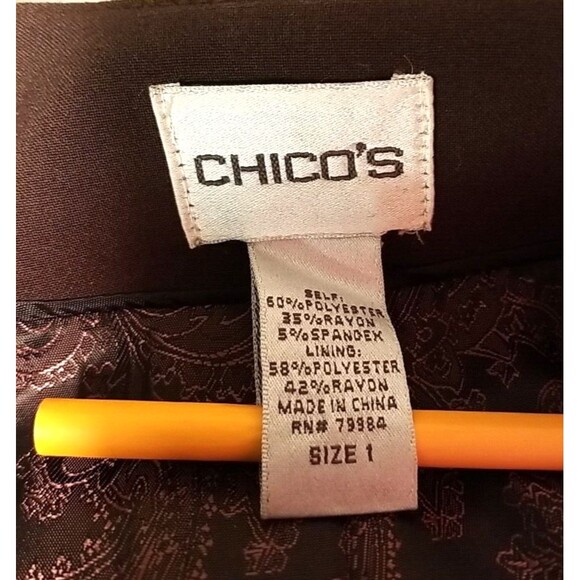 CHICO'S
SELF:
60%POLYESTER
35%RAYON
5%SPANDEX
LINING:
58%POLYESTER
42%RAYON
MADE IN CHINA
RN# 79984
SIZE 1